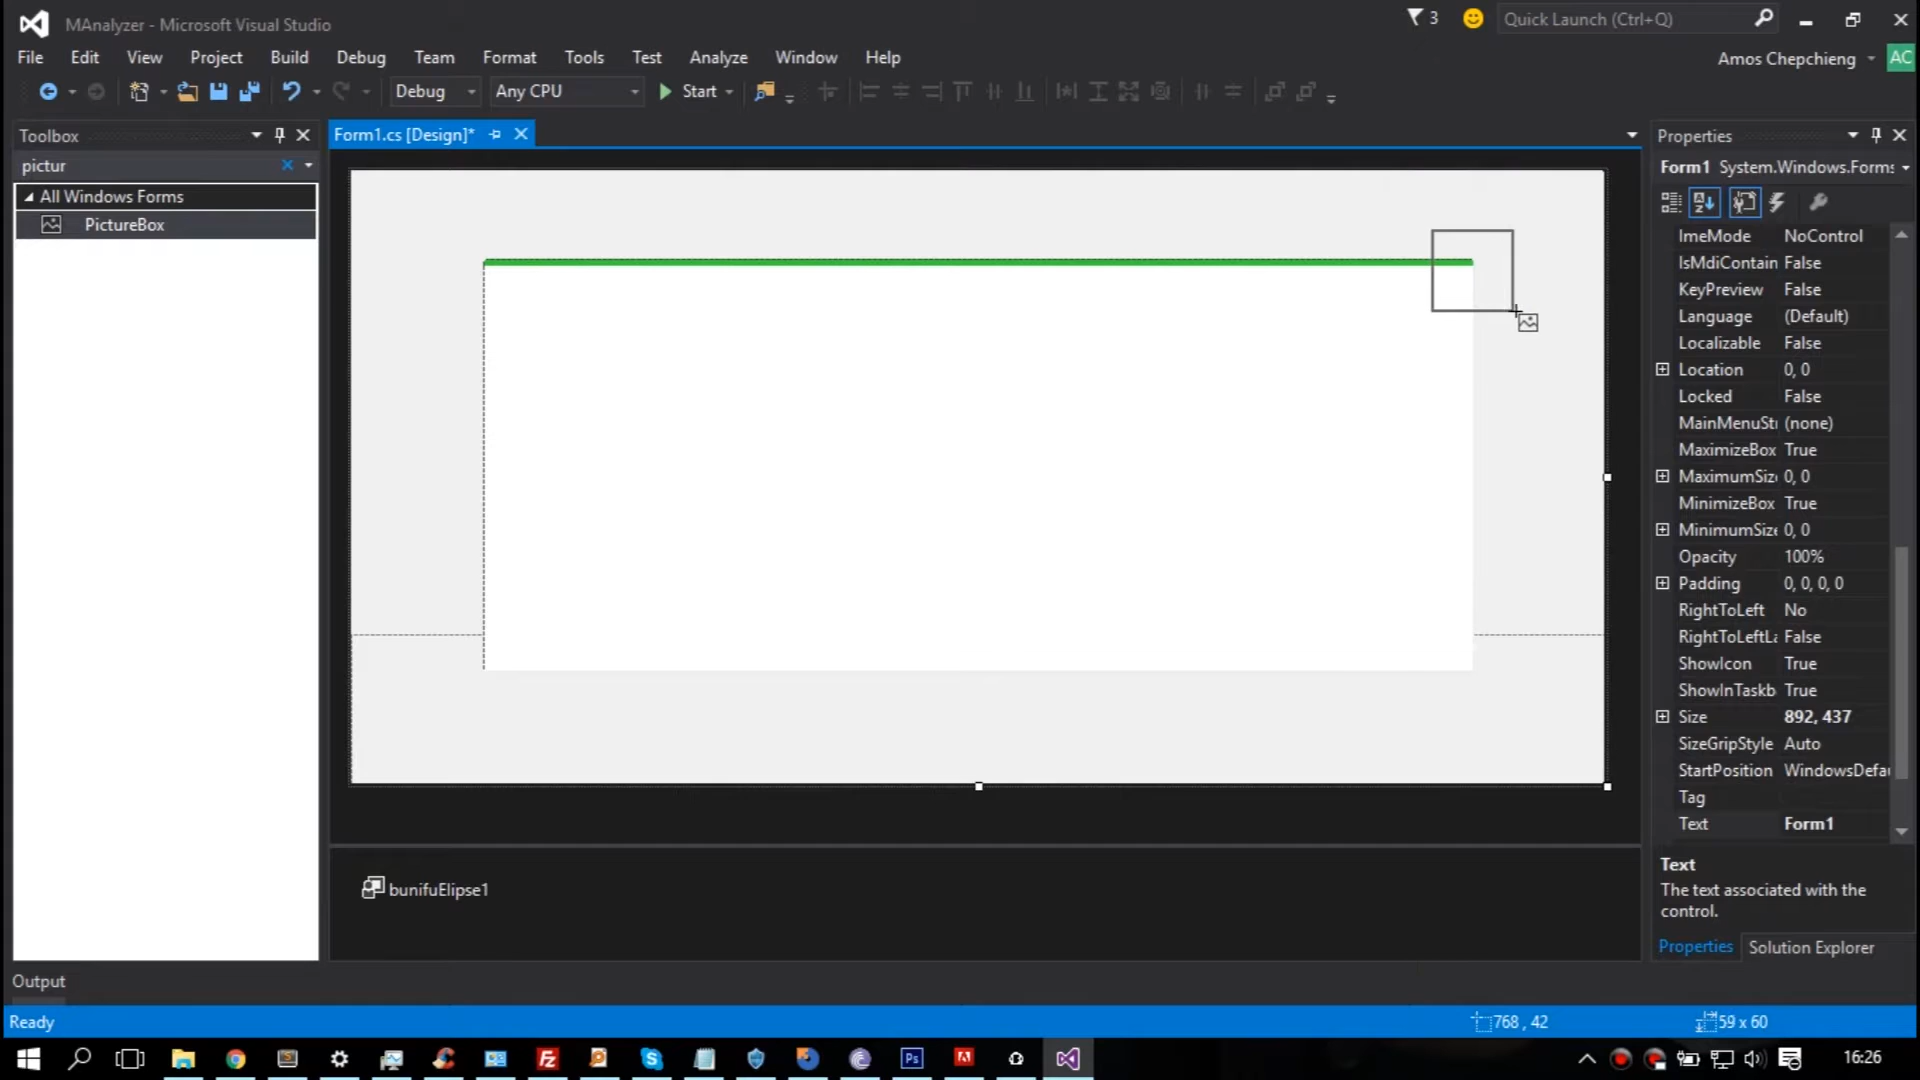 MAnalyzer - Microsoft Visual Studio
3
Quick Launch (Ctrl+Q)
File Edit View Project Build Debug Team Format Tools Test Analyze Window Help
Amos Chepchieng
AC
Debug
Any CPU
Start
Toolbox
pictur
All Windows Forms
PictureBox
Form1.cs [Design]*
bunifuElipse1
Properties
Form1 System.Windows.Forms
ImeMode NoControl
IsMdiContain False
KeyPreview False
Language (Default)
Localizable False
Location 0, 0
Locked False
MainMenuSt (none)
MaximizeBox True
MaximumSiz 0, 0
MinimizeBox True
MinimumSize 0, 0
Opacity 100%
Padding 0, 0, 0, 0
RightToLeft No
RightToLeftLa False
ShowIcon True
ShowInTaskb True
Size 892, 437
SizeGripStyle Auto
StartPosition WindowsDefau
Tag
Text Form1
Text
The text associated with the
control.
Properties Solution Explorer
Output
Ready
768 , 42
59 x 60
Fz
Ps
16:26